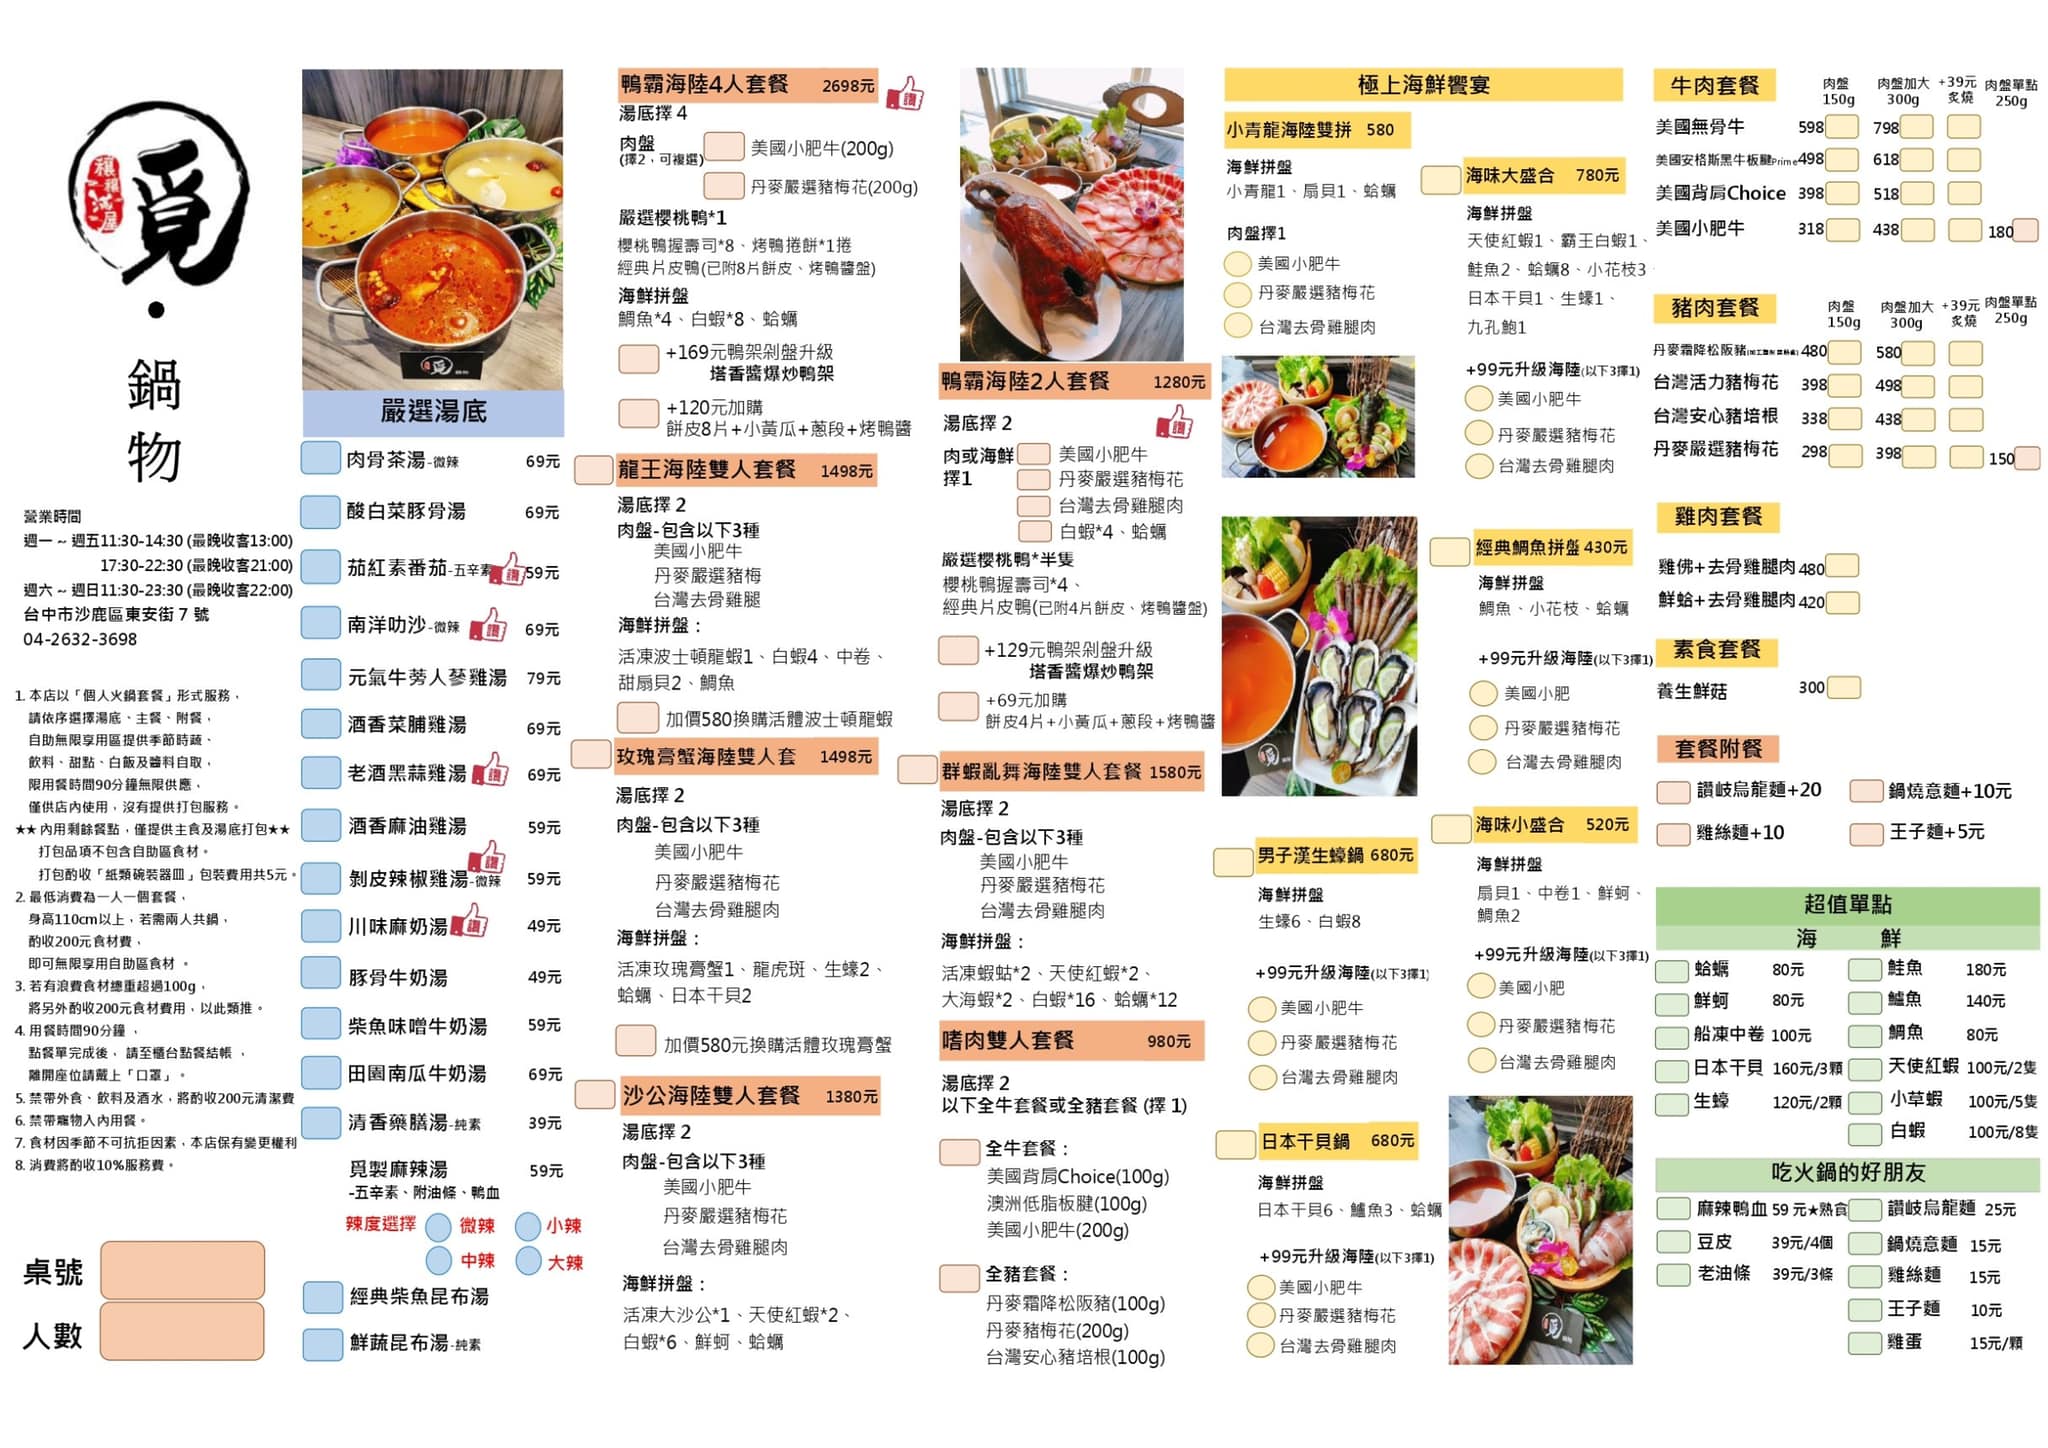 覓
穰穰滿屋
鍋
物
營業時間
週一 ~ 週五11:30-14:30 (最晚收客13:00)
17:30-22:30 (最晚收客21:00)
週六 ~ 週日11:30-23:30 (最晚收客22:00)
台中市沙鹿區東安街 7 號
04-2632-3698
1. 本店以「個人火鍋套餐」形式服務，
請依序選擇湯底、主餐、附餐，
自助無限享用區提供季節時蔬、
飲料、甜點、白飯及醬料自取，
限用餐時間90分鐘無限供應，
僅供店內使用，沒有提供打包服務。
★★ 內用剩餘餐點，僅提供主食及湯底打包★★
打包品項不包含自助區食材。
打包酌收「紙類碗裝器皿」包裝費用共5元。
2. 最低消費為一人一個套餐，
身高110cm以上，若需兩人共鍋，
酌收200元食材費，
即可無限享用自助區食材 。
3. 若有浪費食材總重超過100g，
將另外酌收200元食材費用，以此類推。
4. 用餐時間90分鐘 ，
點餐單完成後， 請至櫃台點餐結帳 ，
離開座位請戴上「口罩」。
5. 禁帶外食、飲料及酒水，將酌收200元清潔費
6. 禁帶寵物入內用餐。
7. 食材因季節不可抗拒因素，本店保有變更權利
8. 消費將酌收10%服務費。
桌號
人數
嚴選湯底
肉骨茶湯-微辣 69元
酸白菜豚骨湯 69元
茄紅素番茄-五辛素 讚 59元
南洋叻沙-微辣 讚 69元
元氣牛蒡人蔘雞湯 79元
酒香菜脯雞湯 69元
老酒黑蒜雞湯 讚 69元
酒香麻油雞湯 59元
剝皮辣椒雞湯-微辣 讚 59元
川味麻奶湯 讚 49元
豚骨牛奶湯 49元
柴魚味噌牛奶湯 59元
田園南瓜牛奶湯 69元
清香藥膳湯-純素 39元
覓製麻辣湯 59元
-五辛素、附油條、鴨血
辣度選擇 微辣 小辣
中辣 大辣
經典柴魚昆布湯
鮮蔬昆布湯-純素
鴨霸海陸4人套餐 2698元 讚
湯底擇 4
肉盤
(擇2，可複選)
美國小肥牛(200g)
丹麥嚴選豬梅花(200g)
嚴選櫻桃鴨*1
櫻桃鴨握壽司*8、烤鴨捲餅*1捲
經典片皮鴨(已附8片餅皮、烤鴨醬盤)
海鮮拼盤
鯛魚*4、白蝦*8、蛤蠣
+169元鴨架剁盤升級
塔香醬爆炒鴨架
+120元加購
餅皮8片+小黃瓜+蔥段+烤鴨醬
龍王海陸雙人套餐 1498元
湯底擇 2
肉盤-包含以下3種
美國小肥牛
丹麥嚴選豬梅
台灣去骨雞腿
海鮮拼盤：
活凍波士頓龍蝦1、白蝦4、中卷、
甜扇貝2、鯛魚
加價580換購活體波士頓龍蝦
玫瑰膏蟹海陸雙人套 1498元
湯底擇 2
肉盤-包含以下3種
美國小肥牛
丹麥嚴選豬梅花
台灣去骨雞腿肉
海鮮拼盤：
活凍玫瑰膏蟹1、龍虎斑、生蠔2、
蛤蠣、日本干貝2
加價580元換購活體玫瑰膏蟹
沙公海陸雙人套餐 1380元
湯底擇 2
肉盤-包含以下3種
美國小肥牛
丹麥嚴選豬梅花
台灣去骨雞腿肉
海鮮拼盤：
活凍大沙公*1、天使紅蝦*2、
白蝦*6、鮮蚵、蛤蠣
鴨霸海陸2人套餐 1280元
湯底擇 2 讚
肉或海鮮
擇1
美國小肥牛
丹麥嚴選豬梅花
台灣去骨雞腿肉
白蝦*4、蛤蠣
嚴選櫻桃鴨*半隻
櫻桃鴨握壽司*4、
經典片皮鴨(已附4片餅皮、烤鴨醬盤)
+129元鴨架剁盤升級
塔香醬爆炒鴨架
+69元加購
餅皮4片+小黃瓜+蔥段+烤鴨醬
群蝦亂舞海陸雙人套餐 1580元
湯底擇 2
肉盤-包含以下3種
美國小肥牛
丹麥嚴選豬梅花
台灣去骨雞腿肉
海鮮拼盤：
活凍蝦蛄*2、天使紅蝦*2、
大海蝦*2、白蝦*16、蛤蠣*12
嗜肉雙人套餐 980元
湯底擇 2
以下全牛套餐或全豬套餐 (擇 1)
全牛套餐：
美國背肩Choice(100g)
澳洲低脂板腱(100g)
美國小肥牛(200g)
全豬套餐：
丹麥霜降松阪豬(100g)
丹麥豬梅花(200g)
台灣安心豬培根(100g)
極上海鮮饗宴
小青龍海陸雙拼 580
海鮮拼盤
小青龍1、扇貝1、蛤蠣
肉盤擇1
美國小肥牛
丹麥嚴選豬梅花
台灣去骨雞腿肉
男子漢生蠔鍋 680元
海鮮拼盤
生蠔6、白蝦8
+99元升級海陸(以下3擇1)
美國小肥牛
丹麥嚴選豬梅花
台灣去骨雞腿肉
日本干貝鍋 680元
海鮮拼盤
日本干貝6、鱸魚3、蛤蠣
+99元升級海陸(以下3擇1)
美國小肥牛
丹麥嚴選豬梅花
台灣去骨雞腿肉
海味大盛合 780元
海鮮拼盤
天使紅蝦1、霸王白蝦1、
鮭魚2、蛤蠣8、小花枝3
日本干貝1、生蠔1、
九孔鮑1
+99元升級海陸(以下3擇1)
美國小肥牛
丹麥嚴選豬梅花
台灣去骨雞腿肉
經典鯛魚拼盤 430元
海鮮拼盤
鯛魚、小花枝、蛤蠣
+99元升級海陸(以下3擇1)
美國小肥
丹麥嚴選豬梅花
台灣去骨雞腿肉
海味小盛合 520元
海鮮拼盤
扇貝1、中卷1、鮮蚵、
鯛魚2
+99元升級海陸(以下3擇1)
美國小肥
丹麥嚴選豬梅花
台灣去骨雞腿肉
牛肉套餐 肉盤150g 肉盤加大300g +39元炙燒 肉盤單點250g
美國無骨牛 598 798
美國安格斯黑牛板腱Prime 498 618
美國背肩Choice 398 518
美國小肥牛 318 438 180
豬肉套餐 肉盤150g 肉盤加大300g +39元炙燒 肉盤單點250g
丹麥霜降松阪豬 480 580
台灣活力豬梅花 398 498
台灣安心豬培根 338 438
丹麥嚴選豬梅花 298 398 150
雞肉套餐
雞佛+去骨雞腿肉 480
鮮蛤+去骨雞腿肉 420
素食套餐
養生鮮菇 300
套餐附餐
讚岐烏龍麵+20 鍋燒意麵+10元
雞絲麵+10 王子麵+5元
超值單點
海 鮮
蛤蠣 80元 鮭魚 180元
鮮蚵 80元 鱸魚 140元
船凍中卷 100元 鯛魚 80元
日本干貝 160元/3顆 天使紅蝦 100元/2隻
生蠔 120元/2顆 小草蝦 100元/5隻
白蝦 100元/8隻
吃火鍋的好朋友
麻辣鴨血 59 元★熟食 讚岐烏龍麵 25元
豆皮 39元/4個 鍋燒意麵 15元
老油條 39元/3條 雞絲麵 15元
王子麵 10元
雞蛋 15元/顆